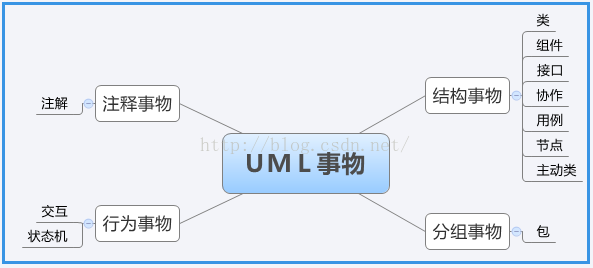 类
组件
接口
协作
用例
节点
主动类
结构事物
注解
注释事物
http://blog.csdn.net/
UML事物
交互
状态机
行为事物
分组事物
包